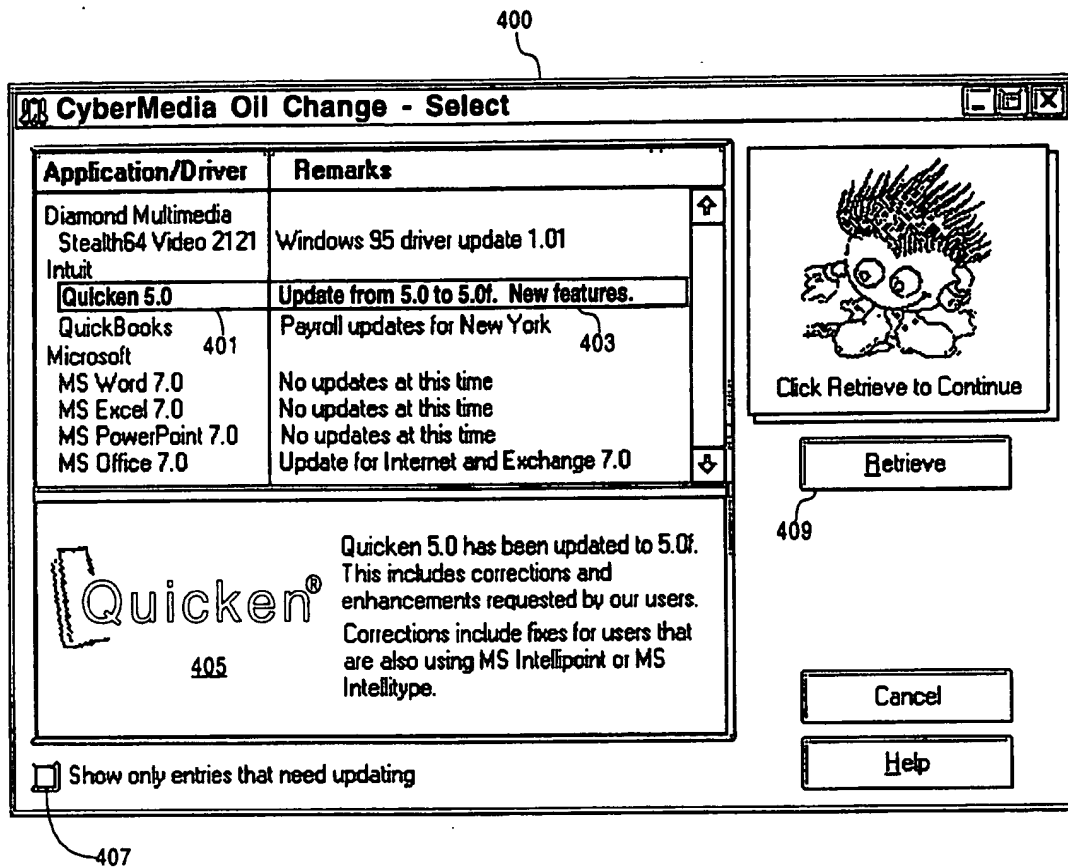 400
CyberMedia Oil Change - Select
Application/Driver Remarks
Diamond Multimedia
Stealth64 Video 2121 Windows 95 driver update 1.01
Intuit
Quicken 5.0 Update from 5.0 to 5.0f. New features.
QuickBooks Payroll updates for New York
401 403
Microsoft
MS Word 7.0 No updates at this time
MS Excel 7.0 No updates at this time
MS PowerPoint 7.0 No updates at this time
MS Office 7.0 Update for Internet and Exchange 7.0
Click Retrieve to Continue
Retrieve
409
Quicken®
405
Quicken 5.0 has been updated to 5.0f.
This includes corrections and
enhancements requested by our users.
Corrections include fixes for users that
are also using MS Intellipoint or MS
Intellitype.
Cancel
Help
Show only entries that need updating
407